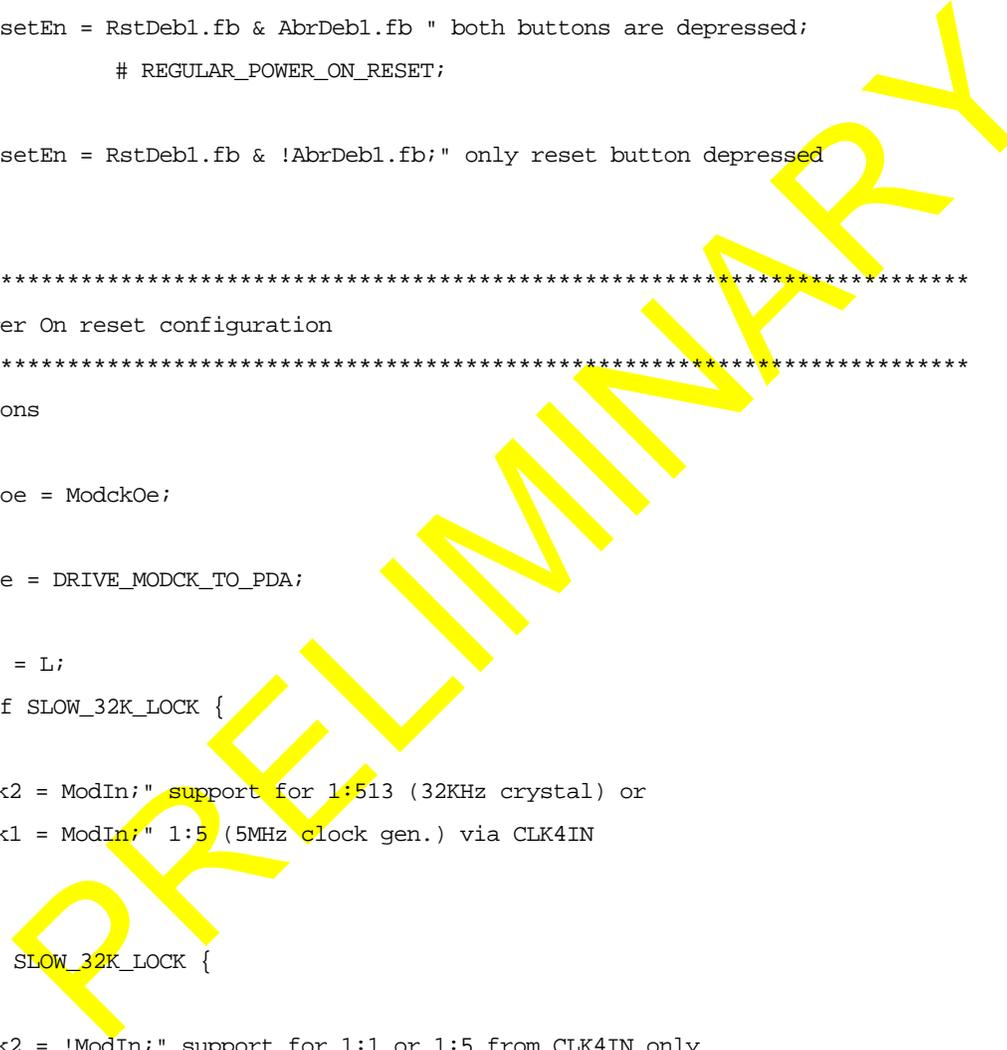 setEn = RstDeb1.fb & AbrDeb1.fb " both buttons are depressed;
# REGULAR_POWER_ON_RESET;
setEn = RstDeb1.fb & !AbrDeb1.fb;" only reset button depressed
************************************************************************
er On reset configuration
************************************************************************
ons
oe = ModckOe;
e = DRIVE_MODCK_TO_PDA;
= L;
f SLOW_32K_LOCK {
k2 = ModIn;" support for 1:513 (32KHz crystal) or
k1 = ModIn;" 1:5 (5MHz clock gen.) via CLK4IN
SLOW_32K_LOCK {
k2 = !ModIn;" support for 1:1 or 1:5 from CLK4IN only
PRELIMINARY